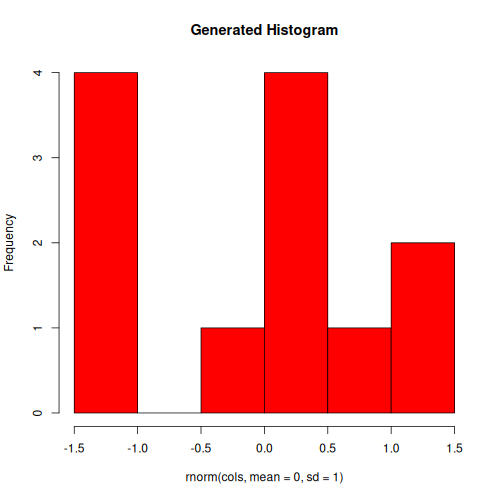 Generated Histogram
Frequency
4
3
2
1
0
-1.5 -1.0 -0.5 0.0 0.5 1.0 1.5
rnorm(cols, mean = 0, sd = 1)